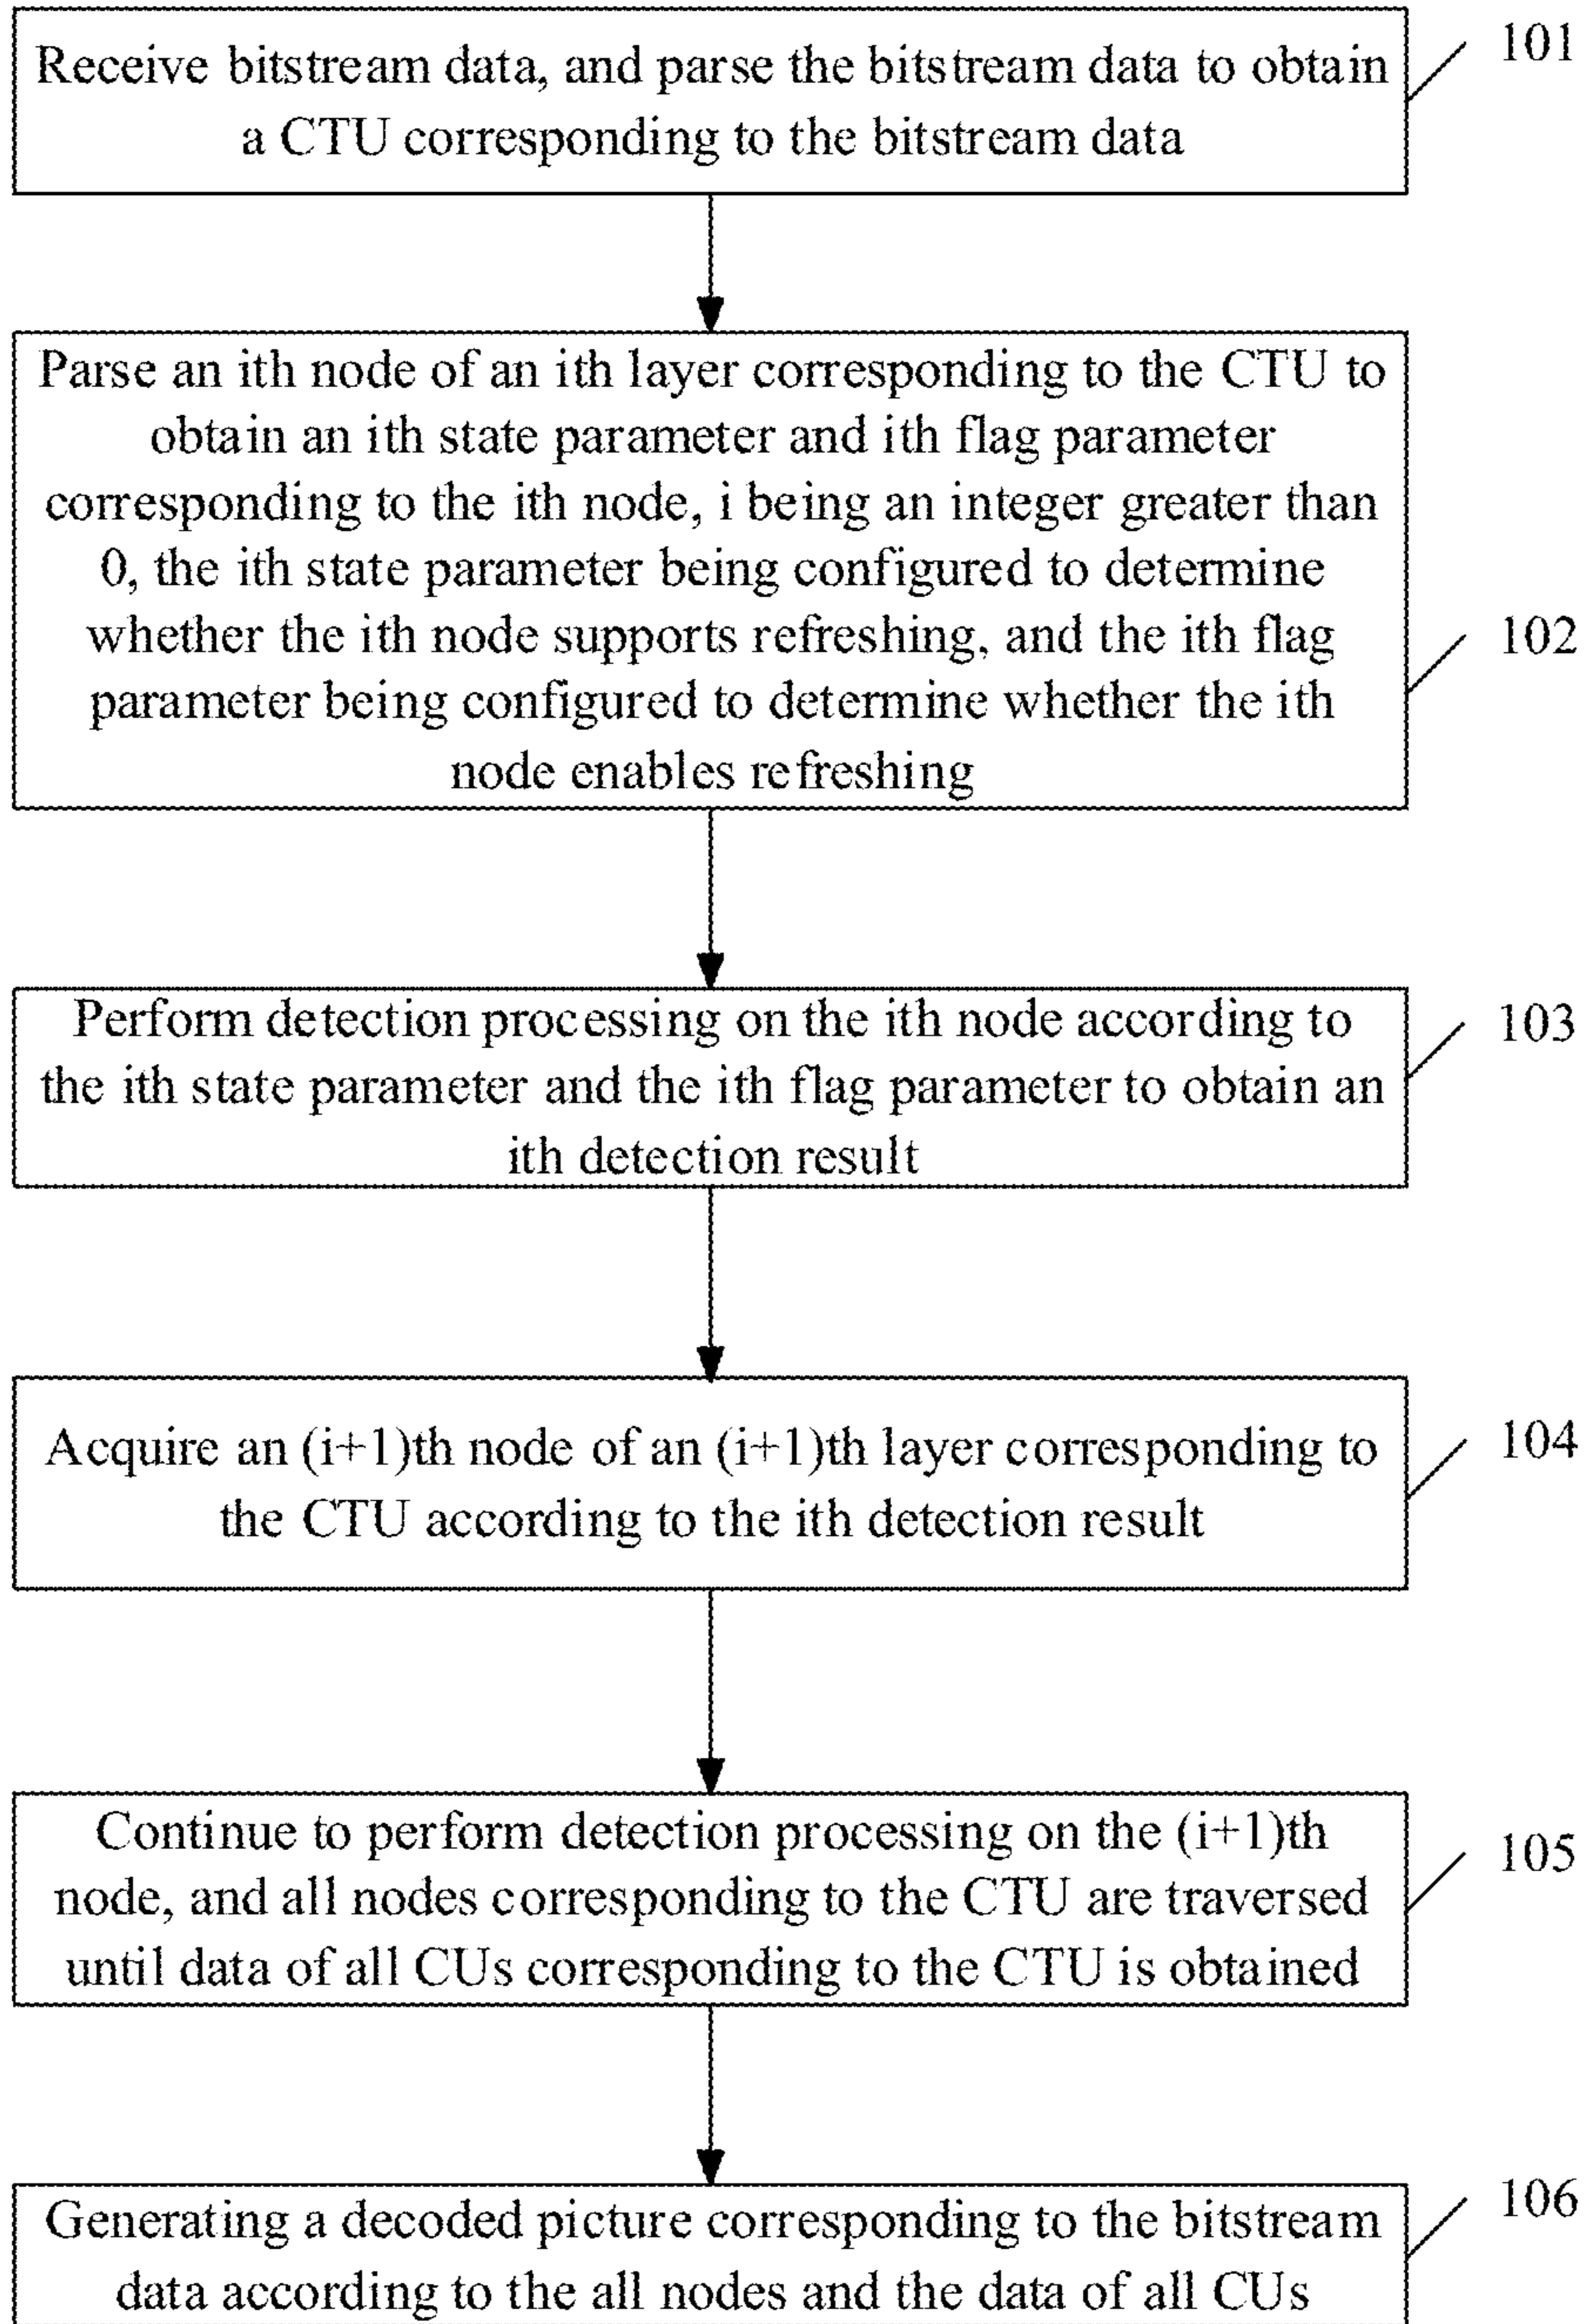 Receive bitstream data, and parse the bitstream data to obtain
a CTU corresponding to the bitstream data
101
Parse an ith node of an ith layer corresponding to the CTU to
obtain an ith state parameter and ith flag parameter
corresponding to the ith node, i being an integer greater than
0, the ith state parameter being configured to determine
whether the ith node supports refreshing, and the ith flag
parameter being configured to determine whether the ith
node enables refreshing
102
Perform detection processing on the ith node according to
the ith state parameter and the ith flag parameter to obtain an
ith detection result
103
Acquire an (i+1)th node of an (i+1)th layer corresponding to
the CTU according to the ith detection result
104
Continue to perform detection processing on the (i+1)th
node, and all nodes corresponding to the CTU are traversed
until data of all CUs corresponding to the CTU is obtained
105
Generating a decoded picture corresponding to the bitstream
data according to the all nodes and the data of all CUs
106